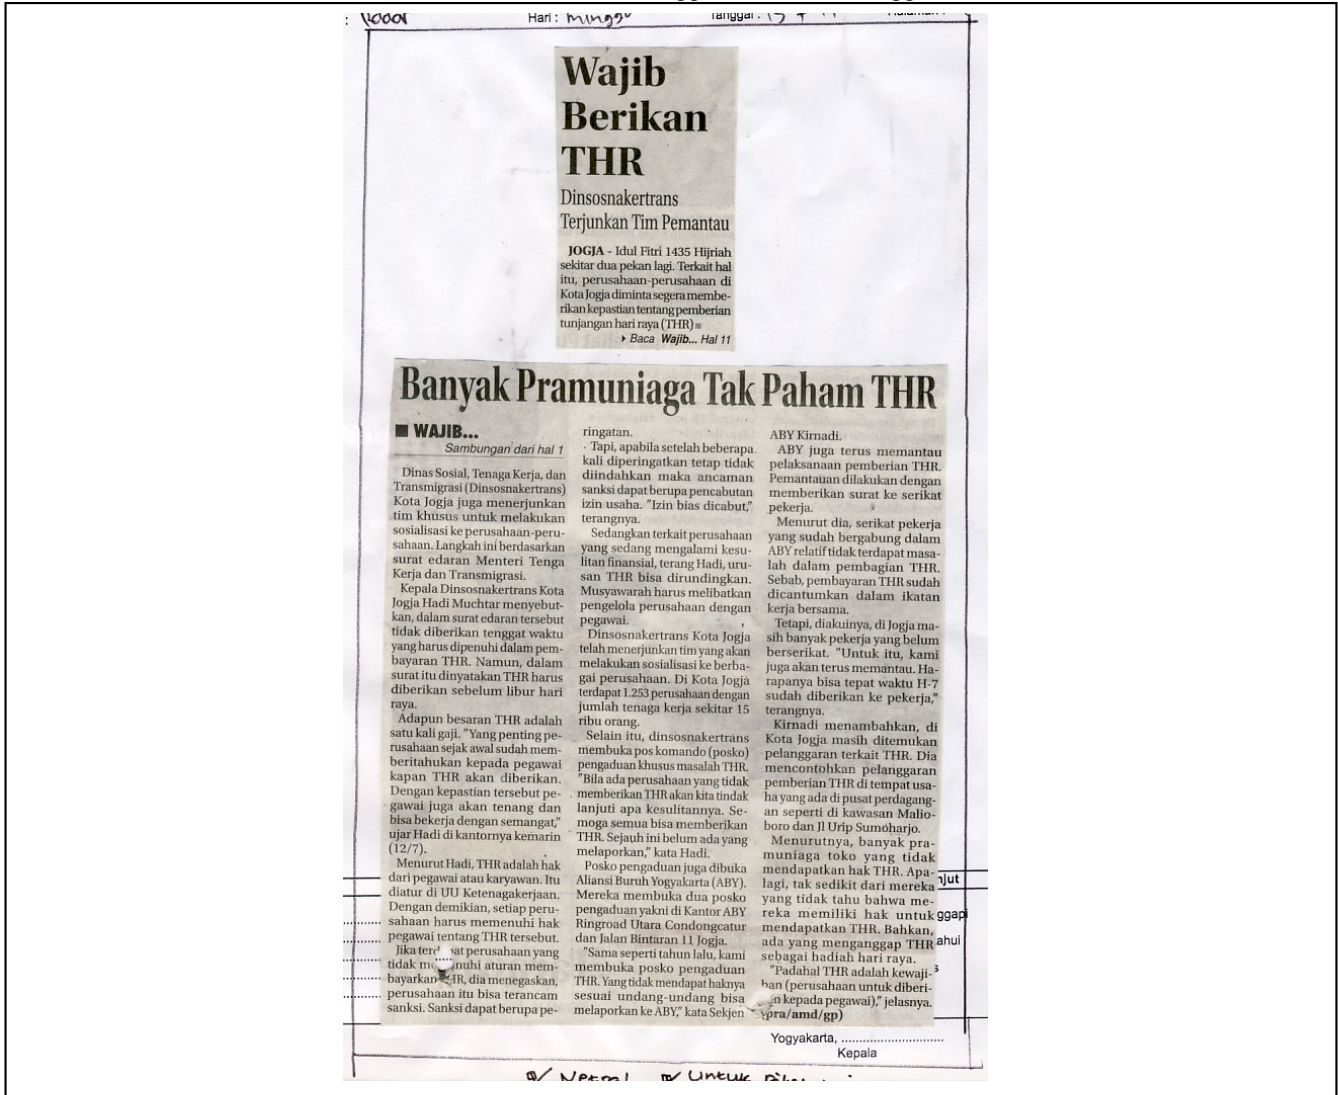 Hari : Minggu
Tanggal :
Wajib
Berikan
THR
Dinsosnakertrans
Terjunkan Tim Pemantau
JOGJA - Idul Fitri 1435 Hijriah
sekitar dua pekan lagi. Terkait hal
itu, perusahaan-perusahaan di
Kota Jogja diminta segera membe-
rikan kepastian tentang pemberian
tunjangan hari raya (THR)
Baca Wajib... Hal 11
Banyak Pramuniaga Tak Paham THR
WAJIB...
Sambungan dari hal 1
Dinas Sosial, Tenaga Kerja, dan
Transmigrasi (Dinsosnakertrans)
Kota Jogja juga menerjunkan
tim khusus untuk melakukan
sosialisasi ke perusahaan-peru-
sahaan. Langkah ini berdasarkan
surat edaran Menteri Tenga
Kerja dan Transmigrasi.
Kepala Dinsosnakertrans Kota
Jogja Hadi Muchtar menyebut-
kan, dalam surat edaran tersebut
tidak diberikan tenggat waktu
yang harus dipenuhi dalam pem-
bayaran THR. Namun, dalam
surat itu dinyatakan THR harus
diberikan sebelum libur hari
raya.
Adapun besaran THR adalah
satu kali gaji. "Yang penting pe-
rusahaan sejak awal sudah mem-
beritahukan kepada pegawai
kapan THR akan diberikan.
Dengan kepastian tersebut pe-
gawai juga akan tenang dan
bisa bekerja dengan semangat,"
ujar Hadi di kantornya kemarin
(12/7).
Menurut Hadi, THR adalah hak
dari pegawai atau karyawan. Itu
diatur di UU Ketenagakerjaan.
Dengan demikian, setiap peru-
sahaan harus memenuhi hak
pegawai tentang THR tersebut.
Jika perusahaan yang
tidak aturan mem-
bayarkan dia menegaskan,
perusahaan itu bisa terancam
sanksi. Sanksi dapat berupa pe-
ringatan.
Tapi, apabila setelah beberapa
kali diperingatkan tetap tidak
diindahkan maka ancaman
sanksi dapat berupa pencabutan
izin usaha. "Izin bias dicabut,"
terangnya.
Sedangkan terkait perusahaan
yang sedang mengalami kesu-
litan finansial, terang Hadi, uru-
san THR bisa dirundingkan.
Musyawarah harus melibatkan
pengelola perusahaan dengan
pegawai.
Dinsosnakertrans Kota Jogja
telah menerjunkan tim yang akan
melakukan sosialisasi ke berba-
gai perusahaan. Di Kota Jogja
terdapat 1.253 perusahaan dengan
jumlah tenaga kerja sekitar 15
ribu orang.
Selain itu, dinsosnakertrans
membuka pos komando (posko)
pengaduan khusus masalah THR.
"Bila ada perusahaan yang tidak
memberikan THR akan kita tindak
lanjuti apa kesulitannya. Se-
moga semua bisa memberikan
THR. Sejauh ini belum ada yang
melaporkan," kata Hadi.
Posko pengaduan juga dibuka
Aliansi Buruh Yogyakarta (ABY).
Mereka membuka dua posko
pengaduan yakni di Kantor ABY
Ringroad Utara Condongcatur
dan Jalan Bintaran 11 Jogja.
"Sama seperti tahun lalu, kami
membuka posko pengaduan
THR. Yang tidak mendapat haknya
sesuai undang-undang bisa
melaporkan ke ABY," kata Sekjen
ABY Kirnadi.
ABY juga terus memantau
pelaksanaan pemberian THR.
Pemantauan dilakukan dengan
memberikan surat ke serikat
pekerja.
Menurut dia, serikat pekerja
yang sudah bergabung dalam
ABY relatif tidak terdapat masa-
lah dalam pembagian THR.
Sebab, pembayaran THR sudah
dicantumkan dalam ikatan
kerja bersama.
Tetapi, diakuinya, di Jogja ma-
sih banyak pekerja yang belum
berserikat. "Untuk itu, kami
juga akan terus memantau. Ha-
rapanya bisa tepat waktu H-7
sudah diberikan ke pekerja,"
terangnya.
Kirnadi menambahkan, di
Kota Jogja masih ditemukan
pelanggaran terkait THR. Dia
mencontohkan pelanggaran
pemberian THR di tempat usa-
ha yang ada di pusat perdagang-
an seperti di kawasan Malio-
boro dan Jl Urip Sumoharjo.
Menurutnya, banyak pra-
muniaga toko yang tidak
mendapatkan hak THR. Apa-
lagi, tak sedikit dari mereka
yang tidak tahu bahwa me-
reka memiliki hak untuk
mendapatkan THR. Bahkan,
ada yang menganggap THR
sebagai hadiah hari raya.
"Padahal THR adalah kewaji-
ban (perusahaan untuk diberi-
kepada pegawai)," jelasnya.
(pra/amd/gp)
njut
ggapi
ahui
Yogyakarta, ............................
Kepala
Netral Untuk